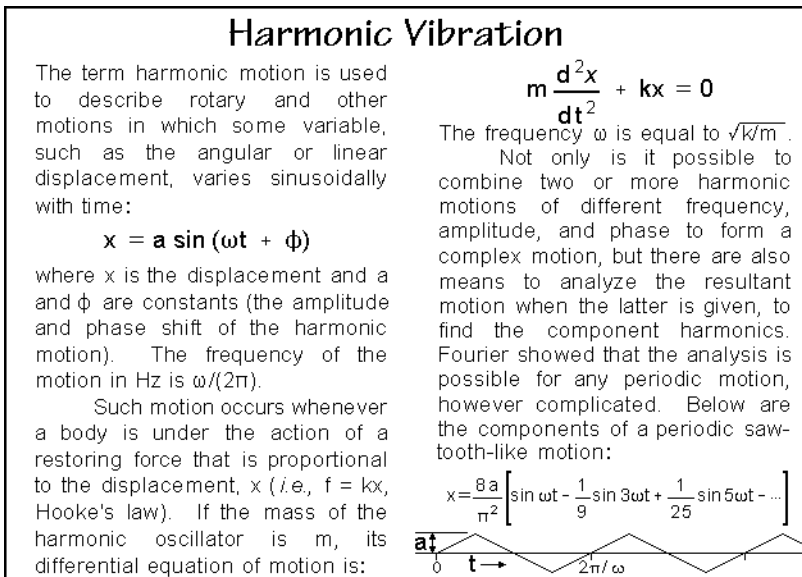 Harmonic Vibration
The term harmonic motion is used
to describe rotary and other
motions in which some variable,
such as the angular or linear
displacement, varies sinusoidally
with time:
x = a sin (ωt + ϕ)
where x is the displacement and a
and ϕ are constants (the amplitude
and phase shift of the harmonic
motion). The frequency of the
motion in Hz is ω/(2π).
Such motion occurs whenever
a body is under the action of a
restoring force that is proportional
to the displacement, x (i.e., f = kx,
Hooke's law). If the mass of the
harmonic oscillator is m, its
differential equation of motion is:
m d²x/dt² + kx = 0
The frequency ω is equal to √k/m .
Not only is it possible to
combine two or more harmonic
motions of different frequency,
amplitude, and phase to form a
complex motion, but there are also
means to analyze the resultant
motion when the latter is given, to
find the component harmonics.
Fourier showed that the analysis is
possible for any periodic motion,
however complicated. Below are
the components of a periodic saw-
tooth-like motion:
x = 8a/π² [sin ωt - 1/9 sin 3ωt + 1/25 sin 5ωt - ...]
a
0 t→ 2π/ω